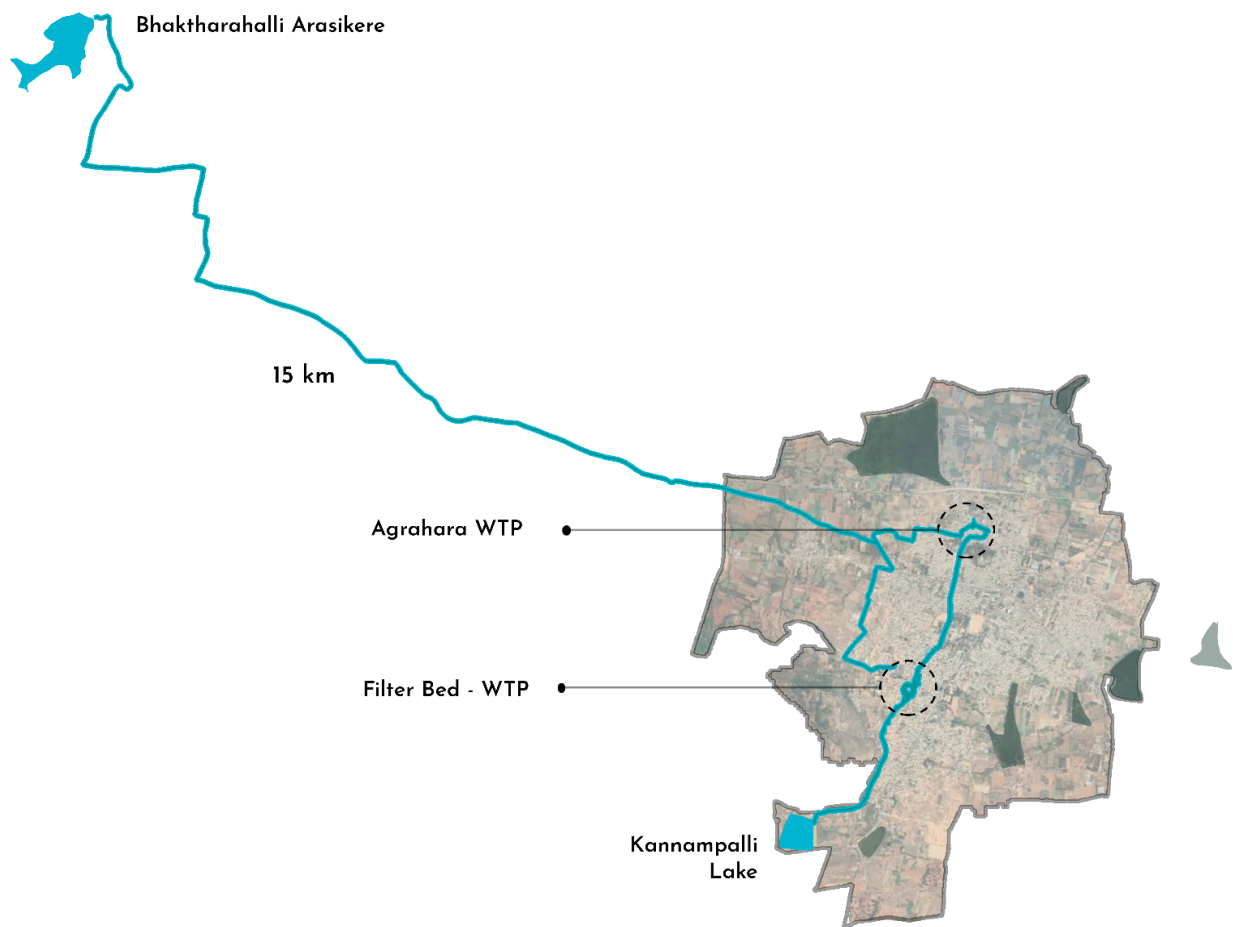 Bhaktharahalli Arasikere
15 km
Agrahara WTP
Filter Bed - WTP
Kannampalli
Lake